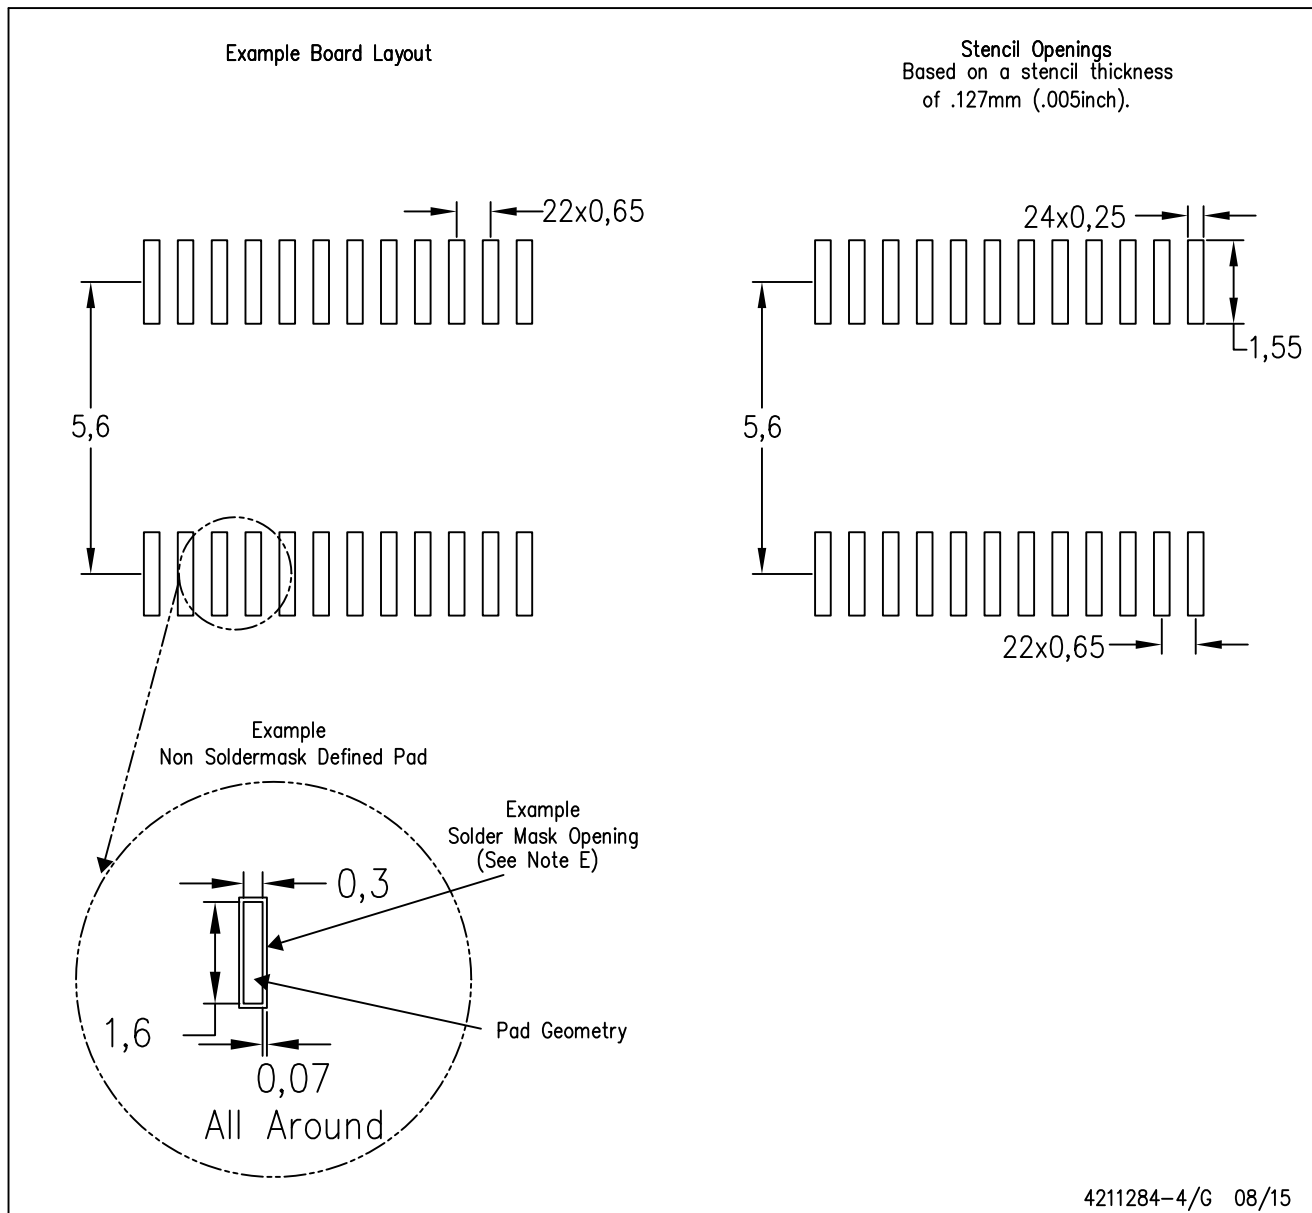 Example Board Layout
Stencil Openings
Based on a stencil thickness
of .127mm (.005inch).
22x0,65
24x0,25
1,55
5,6
5,6
22x0,65
Example
Non Soldermask Defined Pad
Example
Solder Mask Opening
(See Note E)
0,3
1,6
Pad Geometry
0,07
All Around
4211284-4/G 08/15